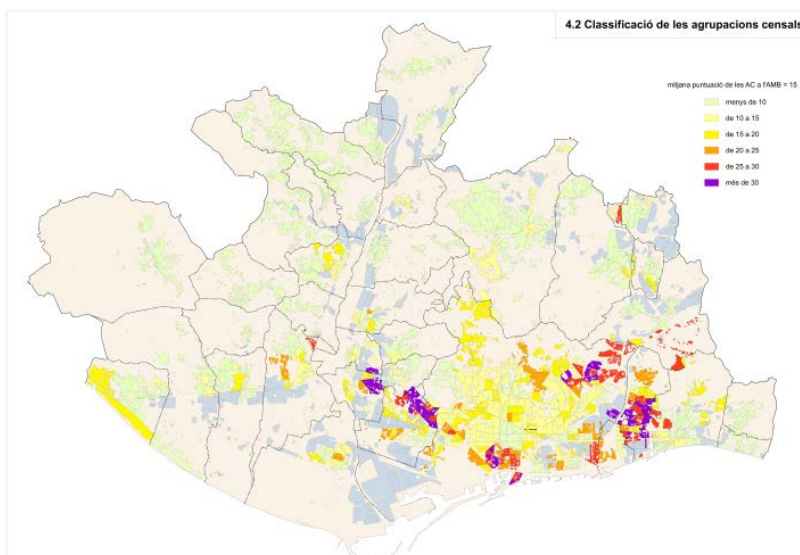 4.2 Classificació de les agrupacions censals
mitjana puntuació de les AC a l'AMB = 15
menys de 10
de 10 a 15
de 15 a 20
de 20 a 25
de 25 a 30
més de 30